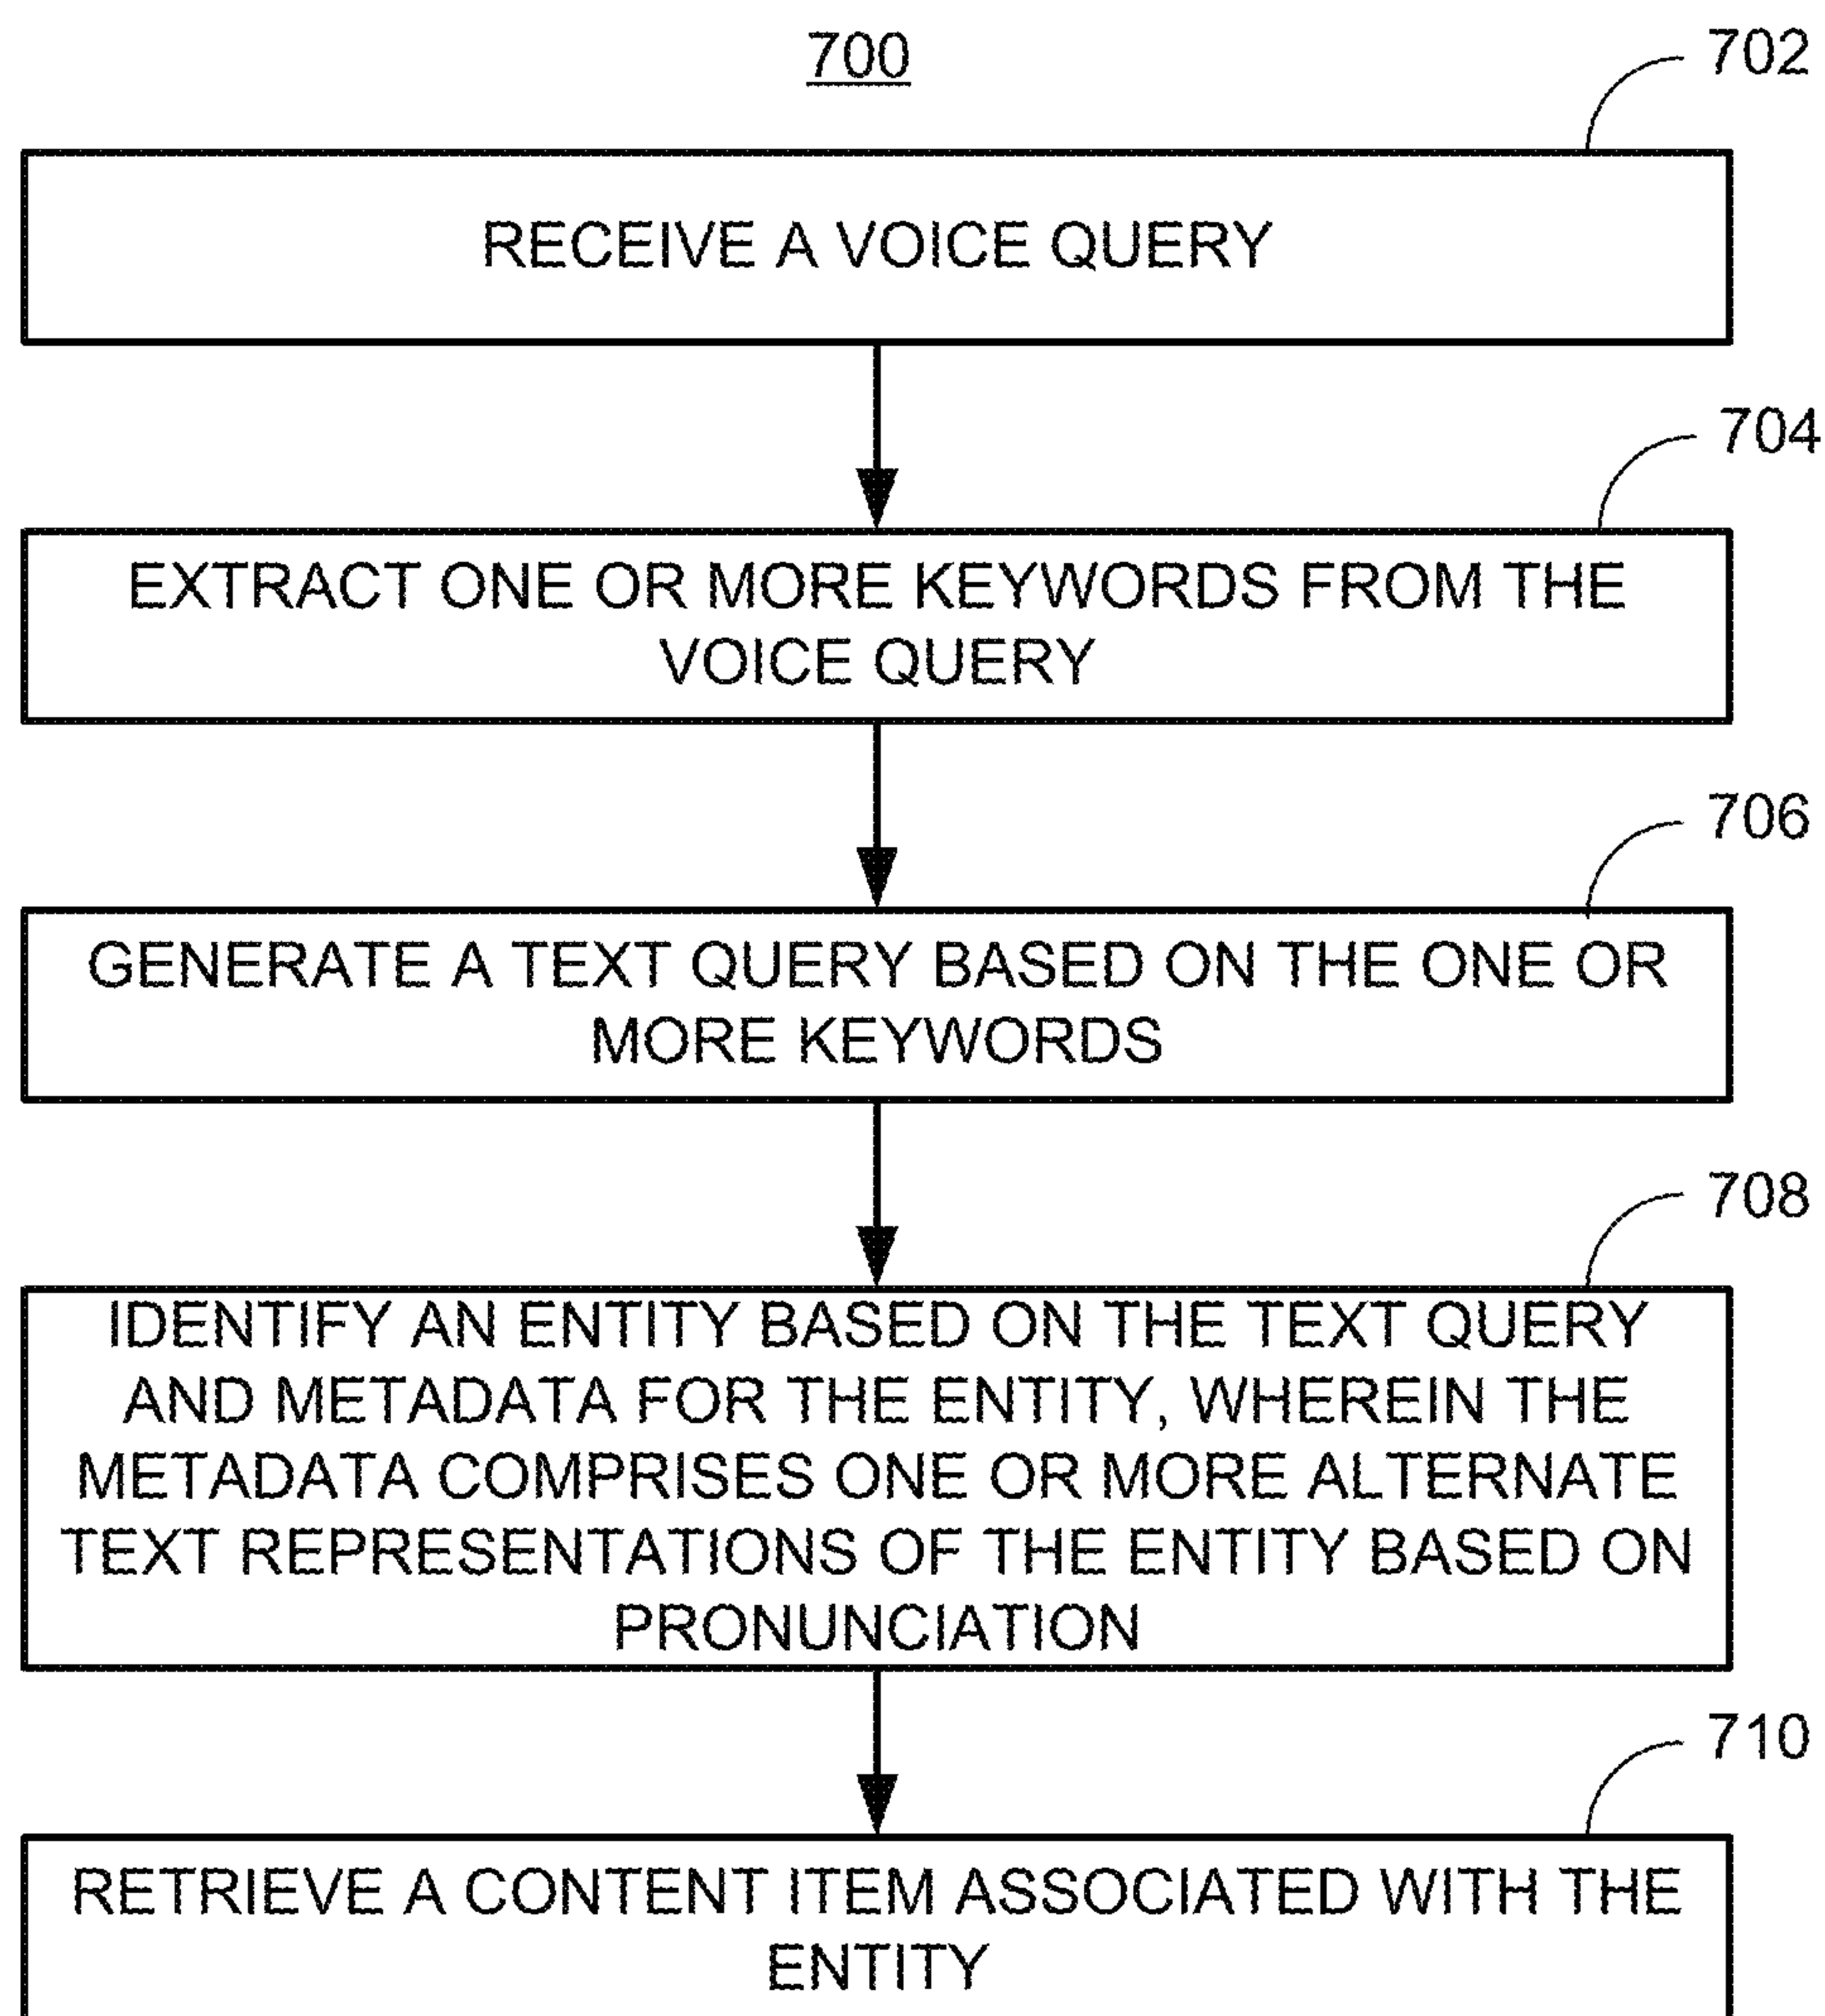 700
702
RECEIVE A VOICE QUERY
704
EXTRACT ONE OR MORE KEYWORDS FROM THE
VOICE QUERY
706
GENERATE A TEXT QUERY BASED ON THE ONE OR
MORE KEYWORDS
708
IDENTIFY AN ENTITY BASED ON THE TEXT QUERY
AND METADATA FOR THE ENTITY, WHEREIN THE
METADATA COMPRISES ONE OR MORE ALTERNATE
TEXT REPRESENTATIONS OF THE ENTITY BASED ON
PRONUNCIATION
710
RETRIEVE A CONTENT ITEM ASSOCIATED WITH THE
ENTITY